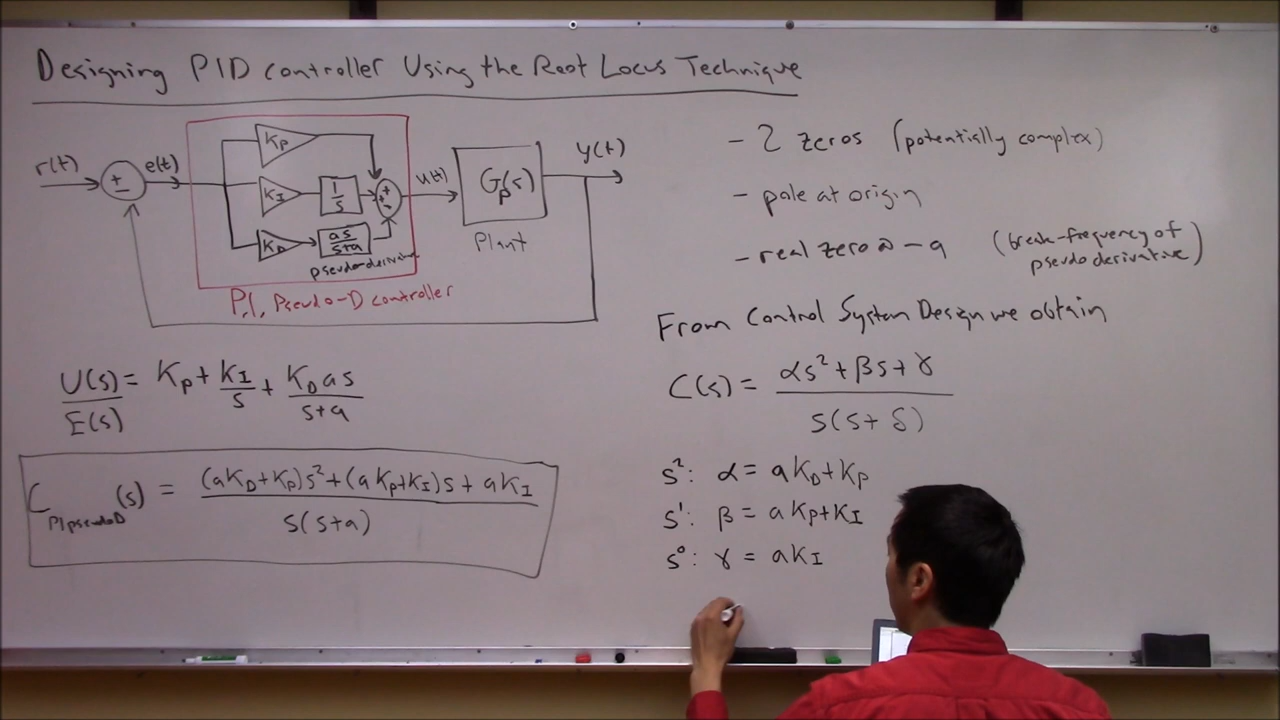 Designing PID controller Using the Root Locus Technique
r(t)
+
-
e(t)
KP
KI
1/s
KD
as/(s+a)
pseudo-derivative
+
+
u(t)
Gp(s)
Plant
y(t)
P,I, Pseudo-D controller
U(s)/E(s) = Kp + KI/s + KD as/(s+a)
C PIpseudoD (s) = ((aKD+KP)s²+(aKP+KI)s+aKI)/(s(s+a))
- 2 zeros (potentially complex)
- pole at origin
- real zero @ -a (break-frequency of
pseudo derivative)
From Control System Design we obtain
C(s) = (αs²+βs+γ)/(s(s+δ))
s²: α = aKD+KP
s¹: β = aKP+KI
s⁰: γ = aKI